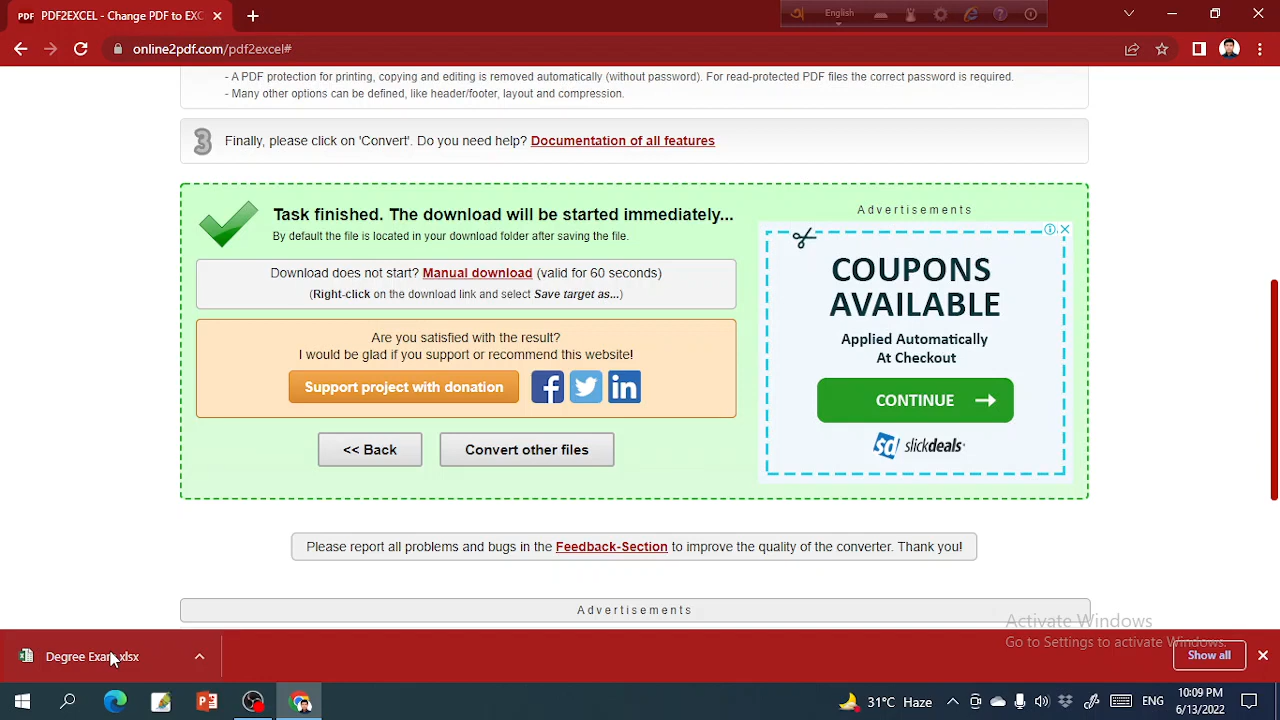 PDF PDF2EXCEL - Change PDF to EXC
English
online2pdf.com/pdf2excel#
- A PDF protection for printing, copying and editing is removed automatically (without password). For read-protected PDF files the correct password is required.
- Many other options can be defined, like header/footer, layout and compression.
3 Finally, please click on 'Convert'. Do you need help? Documentation of all features
Task finished. The download will be started immediately...
By default the file is located in your download folder after saving the file.
Download does not start? Manual download (valid for 60 seconds)
(Right-click on the download link and select Save target as...)
Are you satisfied with the result?
I would be glad if you support or recommend this website!
Support project with donation
<< Back
Convert other files
Advertisements
COUPONS
AVAILABLE
Applied Automatically
At Checkout
CONTINUE
sd slickdeals
Please report all problems and bugs in the Feedback-Section to improve the quality of the converter. Thank you!
Advertisements
Activate Windows
Go to Settings to activate Windows.
Degree Exam.xlsx
Show all
31°C Haze
ENG
10:09 PM
6/13/2022